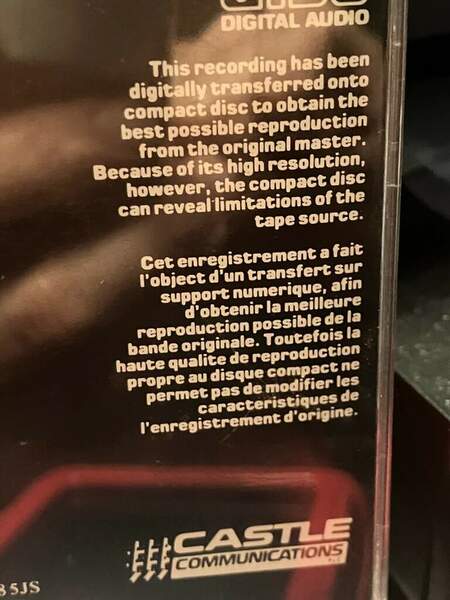 DIGITAL AUDIO
This recording has been
digitally transferred onto
compact disc to obtain the
best possible reproduction
from the original master.
Because of its high resolution,
however, the compact disc
can reveal limitations of the
tape source.
Cet enregistrement a fait
l'object d'un transfert sur
support numerique, afin
d'obtenir la meilleure
reproduction possible de la
bande originale. Toutefois la
haute qualite de reproduction
propre au disque compact ne
permet pas de modifier les
caracteristiques de
l'enregistrement d'origine.
CASTLE
COMMUNICATIONS
5JS